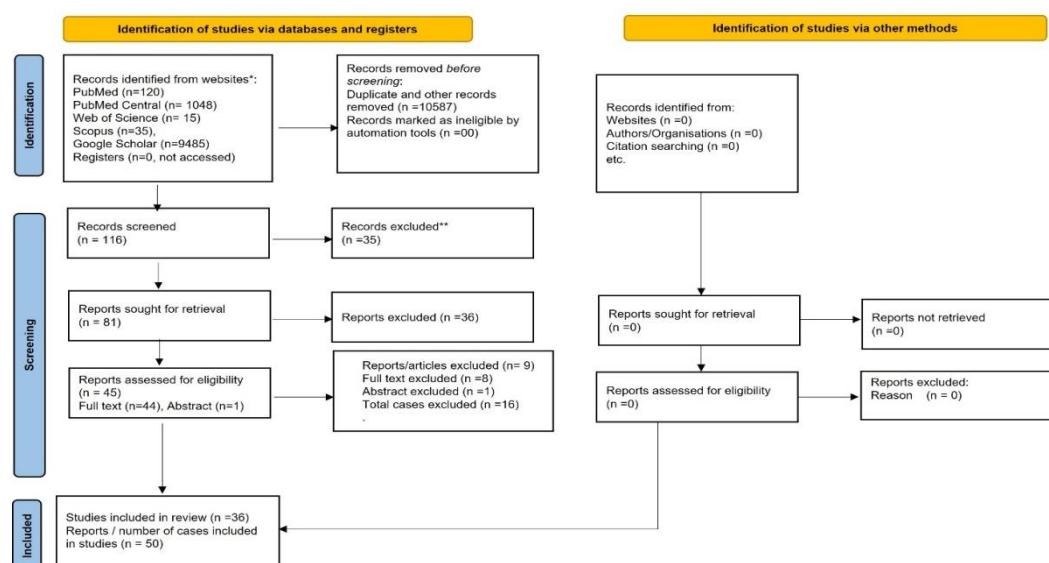 Identification of studies via databases and registers
Identification of studies via other methods
Identification
Records identified from websites*:
PubMed (n=120)
PubMed Central (n= 1048)
Web of Science (n= 15)
Scopus (n=35),
Google Scholar (n=9485)
Registers (n=0, not accessed)
Records removed before
screening:
Duplicate and other records
removed (n =10587)
Records marked as ineligible by
automation tools (n =00)
Records identified from:
Websites (n =0)
Authors/Organisations (n =0)
Citation searching (n =0)
etc.
Screening
Records screened
(n = 116)
Records excluded**
(n =35)
Reports sought for retrieval
(n = 81)
Reports excluded (n =36)
Reports sought for retrieval
(n =0)
Reports not retrieved
(n =0)
Reports assessed for eligibility
(n = 45)
Full text (n=44), Abstract (n=1)
Reports/articles excluded (n= 9)
Full text excluded (n =8)
Abstract excluded (n =1)
Total cases excluded (n =16)
.
Reports assessed for eligibility
(n =0)
Reports excluded:
Reason (n = 0)
Included
Studies included in review (n =36)
Reports / number of cases included
in studies (n = 50)